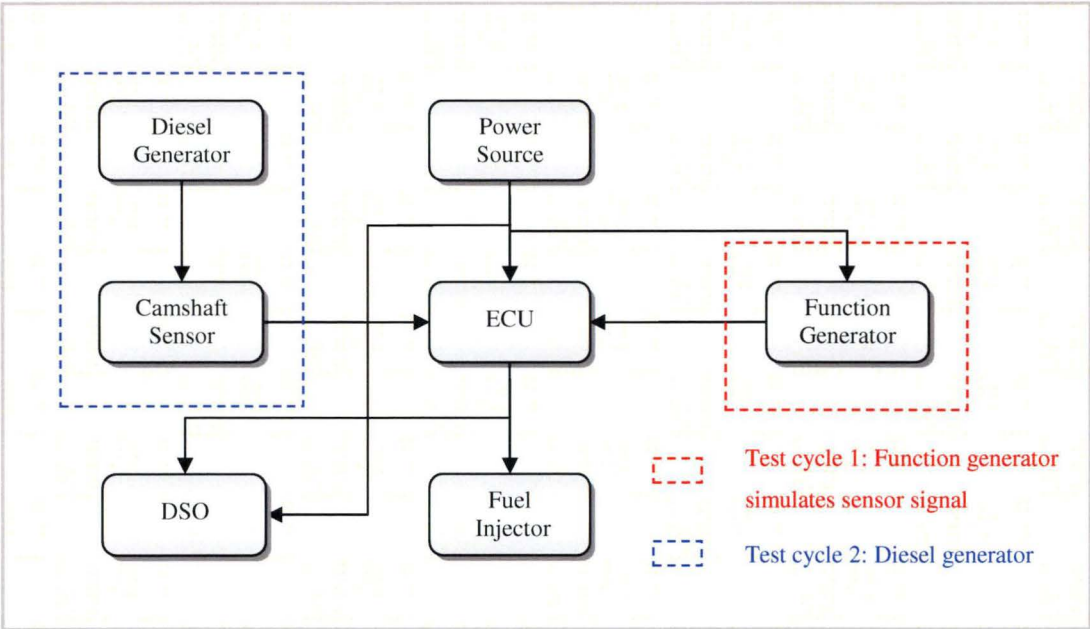 Diesel
Generator
Power
Source
Camshaft
Sensor
ECU
Function
Generator
DSO
Fuel
Injector
Test cycle 1: Function generator
simulates sensor signal
Test cycle 2: Diesel generator